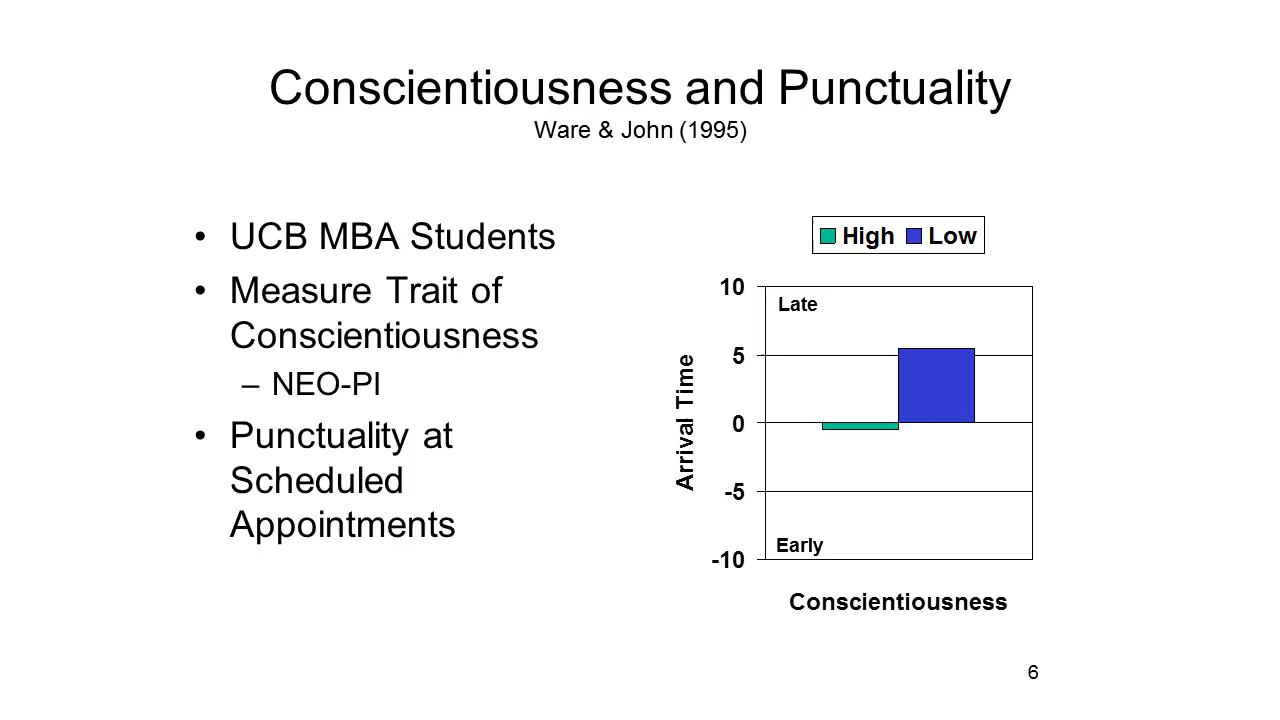 Conscientiousness and Punctuality
Ware & John (1995)
• UCB MBA Students
• Measure Trait of
Conscientiousness
– NEO-PI
• Punctuality at
Scheduled
Appointments
High Low
Arrival Time
10
Late
5
0
-5
-10
Early
Conscientiousness
6